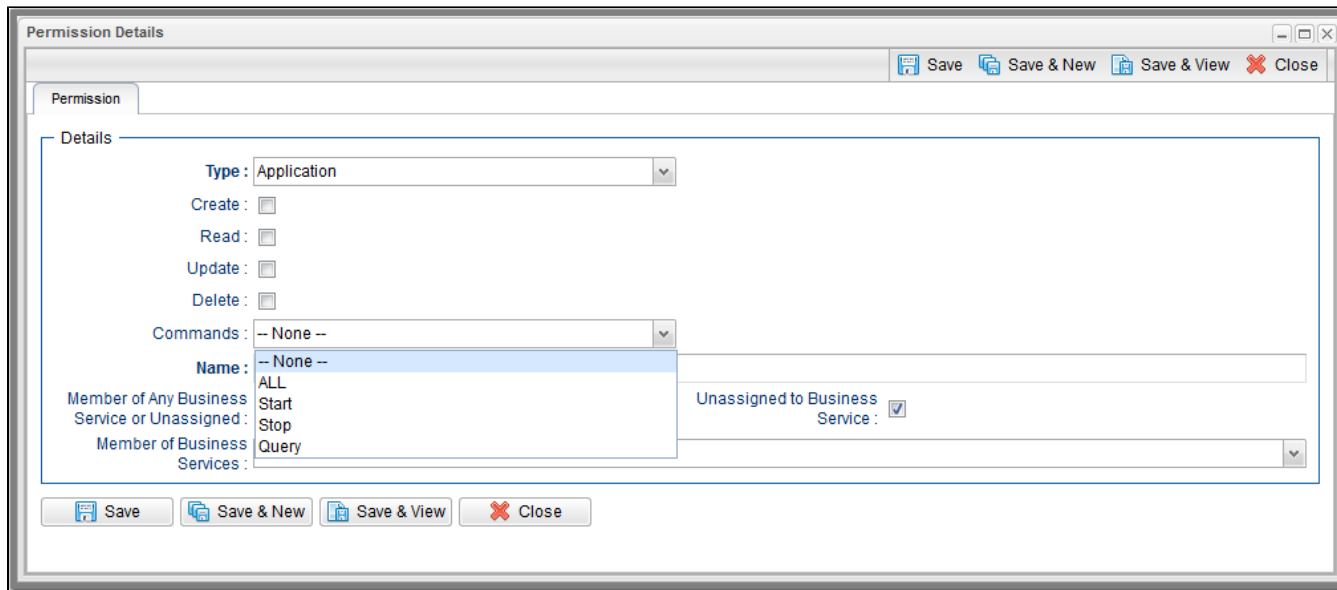 Permission Details
Save Save & New Save & View Close
Permission
Details
Type : Application
Create :
Read :
Update :
Delete :
Commands : -- None --
Name : -- None --
ALL
Member of Any Business
Service or Unassigned :
Start
Stop
Unassigned to Business
Service :
Member of Business
Services :
Query
Save Save & New Save & View Close